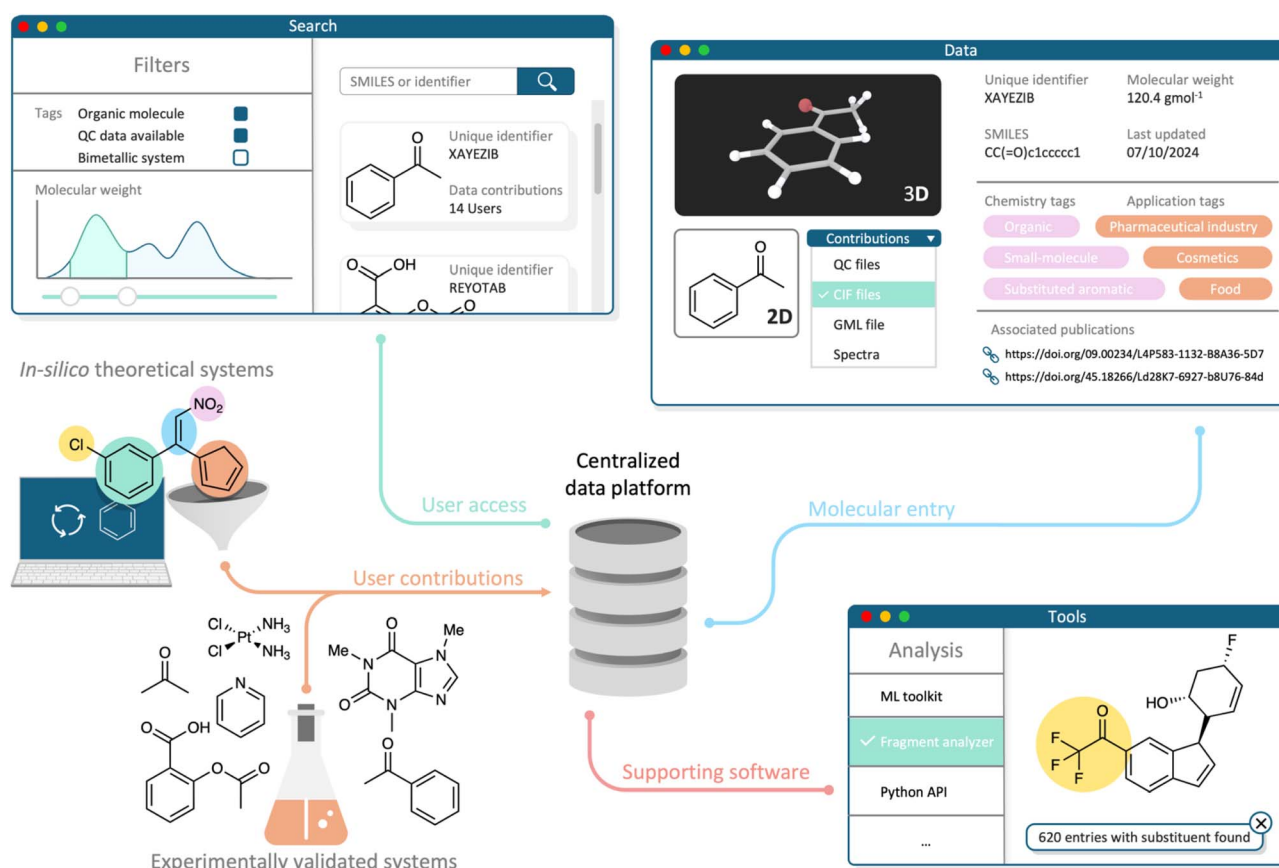 Search
Filters
Tags
Organic molecule
QC data available
Bimetallic system
Molecular weight
SMILES or identifier
O
Unique identifier
XAYEZIB
Data contributions
14 Users
O
OH
O
O
Unique identifier
REYOTAB
Data
3D
O
2D
Contributions
QC files
CIF files
GML file
Spectra
Unique identifier
XAYEZIB
Molecular weight
120.4 gmol⁻¹
SMILES
CC(=O)c1ccccc1
Last updated
07/10/2024
Chemistry tags
Application tags
Organic
Pharmaceutical industry
Small-molecule
Cosmetics
Substituted aromatic
Food
Associated publications
https://doi.org/09.00234/L4P583-1132-B8A36-5D7
https://doi.org/45.18266/Ld28K7-6927-b8U76-84d
In-silico theoretical systems
NO₂
Cl
Centralized
data platform
User access
Molecular entry
User contributions
Supporting software
Cl
NH₃
Pt
Cl
NH₃
O
N
O
OH
O
O
O
Me
Me
N
N
O
N
N
O
Experimentally validated systems
Tools
Analysis
ML toolkit
Fragment analyzer
Python API
...
F
HO
O
F
F
F
620 entries with substituent found